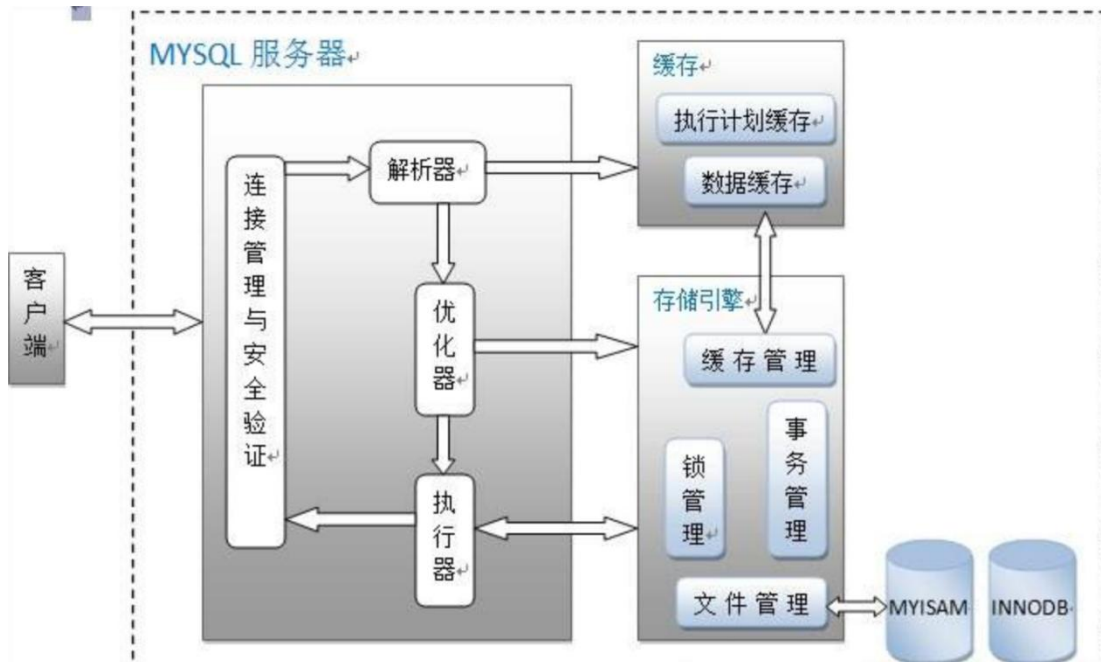 MYSQL 服务器
缓存
执行计划缓存
数据缓存
解析器
连接管理与安全验证
客户端
优化器
执行器
存储引擎
缓存管理
事务管理
锁管理
文件管理
MYISAM
INNODB